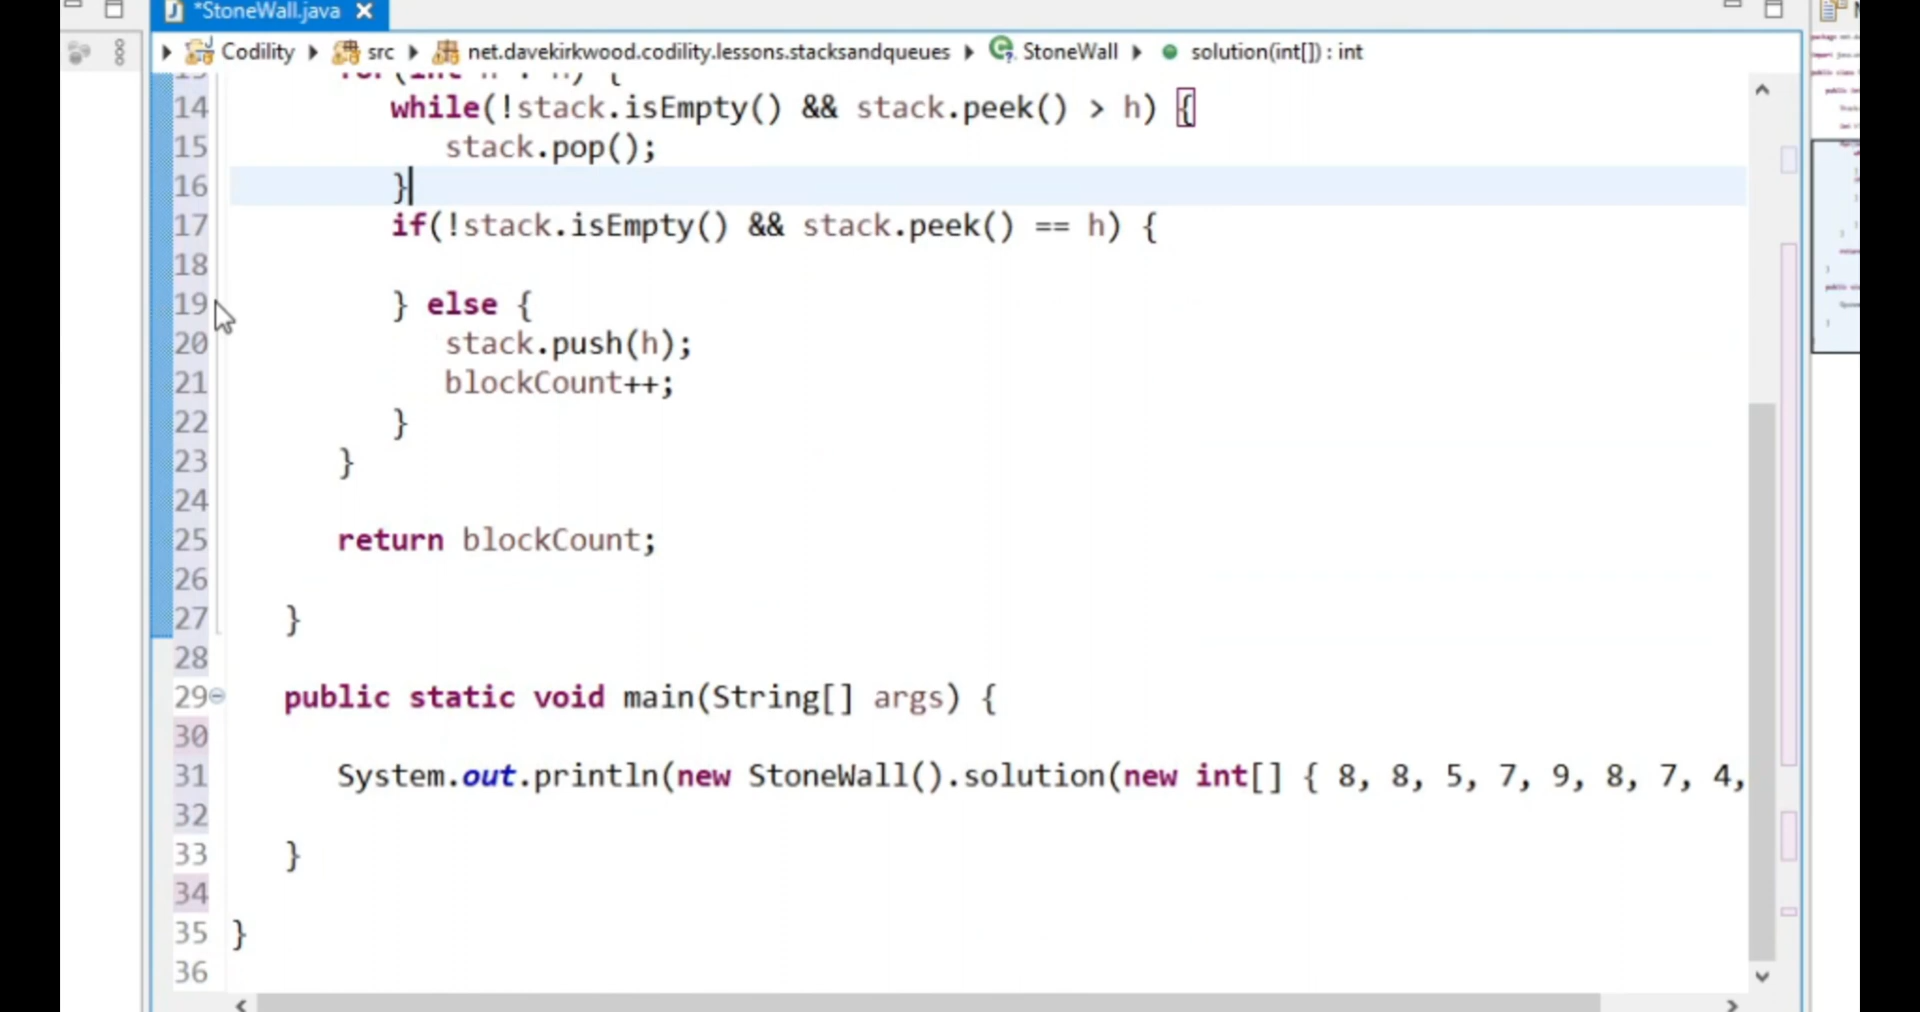 *StoneWall.java
Codility src net.davekirkwood.codility.lessons.stacksandqueues StoneWall solution(int[]) : int
14 while(!stack.isEmpty() && stack.peek() > h) {
15 stack.pop();
16 }
17 if(!stack.isEmpty() && stack.peek() == h) {
18
19 } else {
20 stack.push(h);
21 blockCount++;
22 }
23 }
24
25 return blockCount;
26
27 }
28
29 public static void main(String[] args) {
30
31 System.out.println(new StoneWall().solution(new int[] { 8, 8, 5, 7, 9, 8, 7, 4,
32
33 }
34
35 }
36